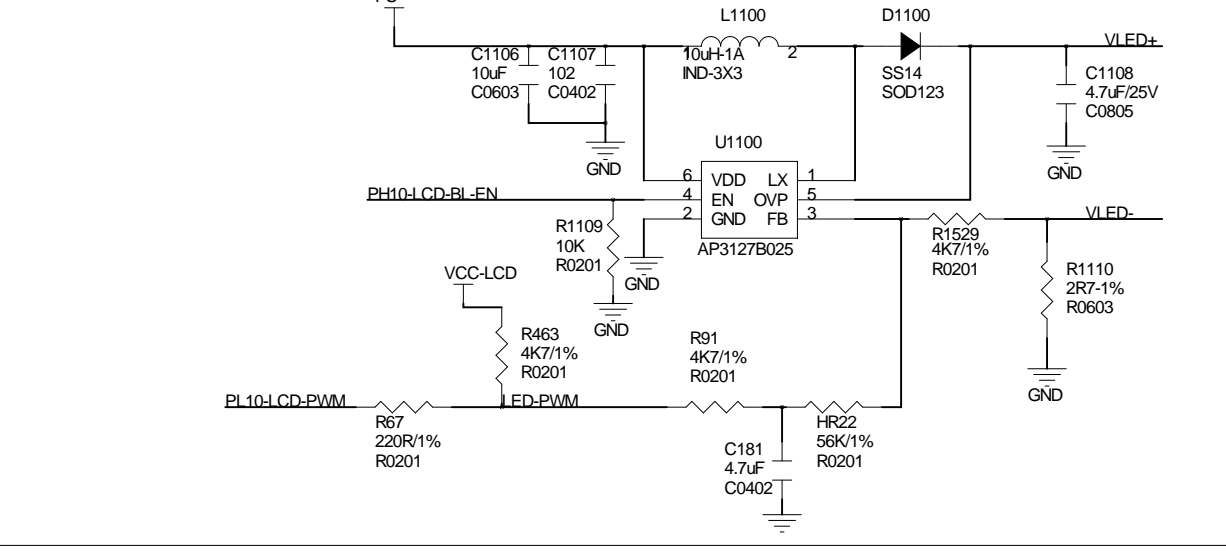 L1100
D1100
1
10uH-1A
2
IND-3X3
VLED+
SS14
SOD123
C1106
10uF
C0603
C1107
102
C0402
C1108
4.7uF/25V
C0805
GND
GND
U1100
6 VDD LX 1
4 EN OVP 5
2 GND FB 3
AP3127B025
PH10-LCD-BL-EN
R1109
10K
R0201
GND
GND
R1529
4K7/1%
R0201
VLED-
R1110
2R7-1%
R0603
GND
VCC-LCD
R463
4K7/1%
R0201
R91
4K7/1%
R0201
PL10-LCD-PWM
R67
220R/1%
R0201
LED-PWM
HR22
56K/1%
R0201
C181
4.7uF
C0402